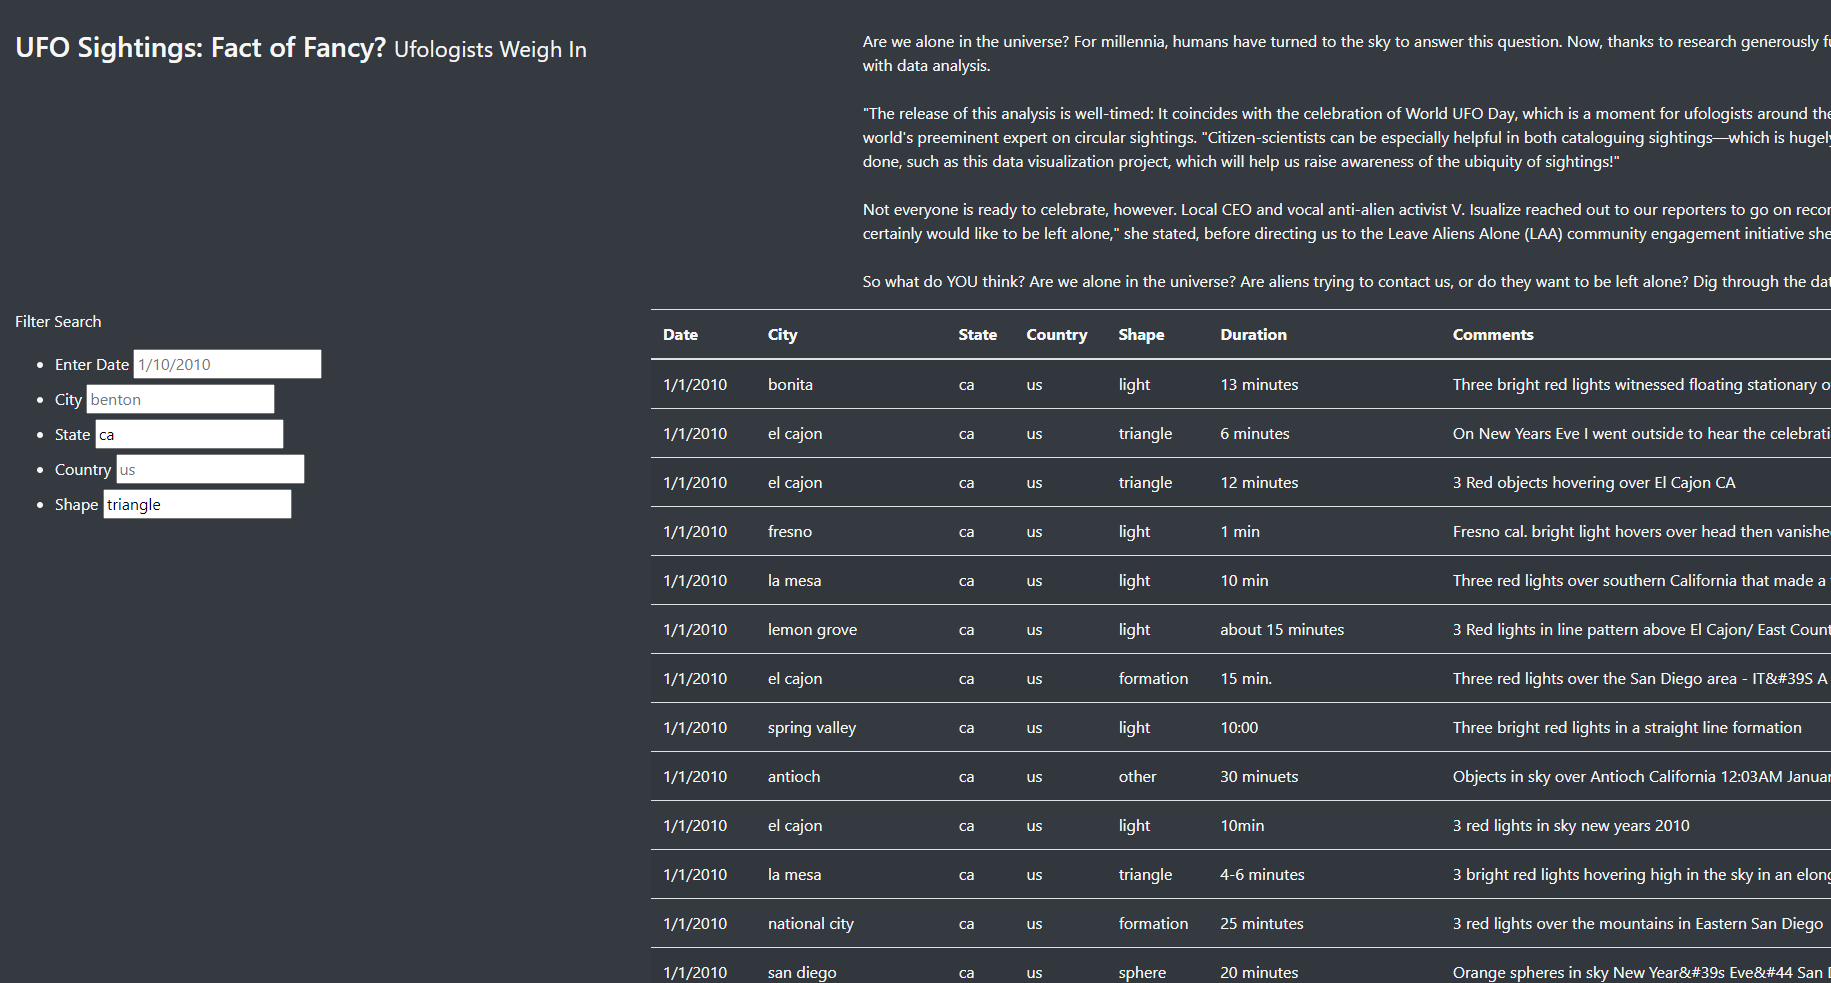 UFO Sightings: Fact of Fancy? Ufologists Weigh In
Are we alone in the universe? For millennia, humans have turned to the sky to answer this question. Now, thanks to research generously
with data analysis.
"The release of this analysis is well-timed: It coincides with the celebration of World UFO Day, which is a moment for ufologists around the
world's preeminent expert on circular sightings. "Citizen-scientists can be especially helpful in both cataloguing sightings—which is hugely
done, such as this data visualization project, which will help us raise awareness of the ubiquity of sightings!"
Not everyone is ready to celebrate, however. Local CEO and vocal anti-alien activist V. Isualize reached out to our reporters to go on recor
certainly would like to be left alone," she stated, before directing us to the Leave Aliens Alone (LAA) community engagement initiative she
So what do YOU think? Are we alone in the universe? Are aliens trying to contact us, or do they want to be left alone? Dig through the dat
Filter Search
Enter Date 1/10/2010
City benton
State ca
Country us
Shape triangle
Date City State Country Shape Duration Comments
1/1/2010 bonita ca us light 13 minutes Three bright red lights witnessed floating stationary o
1/1/2010 el cajon ca us triangle 6 minutes On New Years Eve I went outside to hear the celebrati
1/1/2010 el cajon ca us triangle 12 minutes 3 Red objects hovering over El Cajon CA
1/1/2010 fresno ca us light 1 min Fresno cal. bright light hovers over head then vanishe
1/1/2010 la mesa ca us light 10 min Three red lights over southern California that made a
1/1/2010 lemon grove ca us light about 15 minutes 3 Red lights in line pattern above El Cajon/ East Count
1/1/2010 el cajon ca us formation 15 min. Three red lights over the San Diego area - IT&#39S A
1/1/2010 spring valley ca us light 10:00 Three bright red lights in a straight line formation
1/1/2010 antioch ca us other 30 minuets Objects in sky over Antioch California 12:03AM Januar
1/1/2010 el cajon ca us light 10min 3 red lights in sky new years 2010
1/1/2010 la mesa ca us triangle 4-6 minutes 3 bright red lights hovering high in the sky in an elong
1/1/2010 national city ca us formation 25 mintutes 3 red lights over the mountains in Eastern San Diego
1/1/2010 san diego ca us sphere 20 minutes Orange spheres in sky New Year&#39s Eve&#44 San